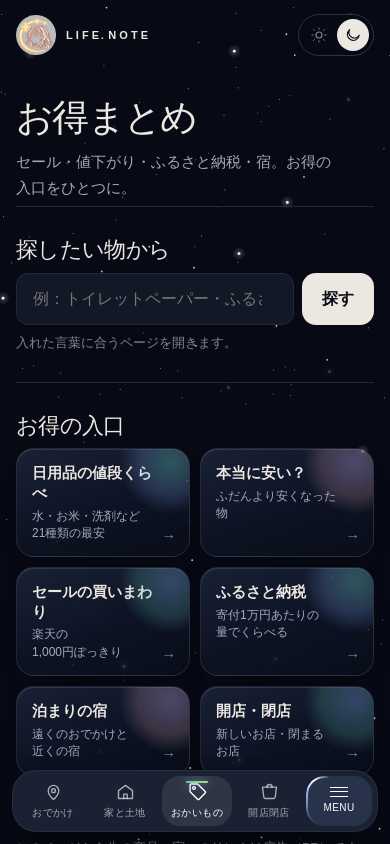 LIFE.NOTE
お得まとめ
セール・値下がり・ふるさと納税・宿。お得の
入口をひとつに。
探したい物から
例：トイレットペーパー・ふるさ
探す
入れた言葉に合うページを開きます。
お得の入口
日用品の値段くら
べ
水・お米・洗剤など
21種類の最安
→
本当に安い？
ふだんより安くなった
物
→
セールの買いまわ
り
楽天の
1,000円ぽっきり
→
ふるさと納税
寄付1万円あたりの
量でくらべる
→
泊まりの宿
遠くのおでかけと
近くの宿
→
開店・閉店
新しいお店・閉まる
お店
→
おでかけ
家と土地
おかいもの
開店閉店
MENU